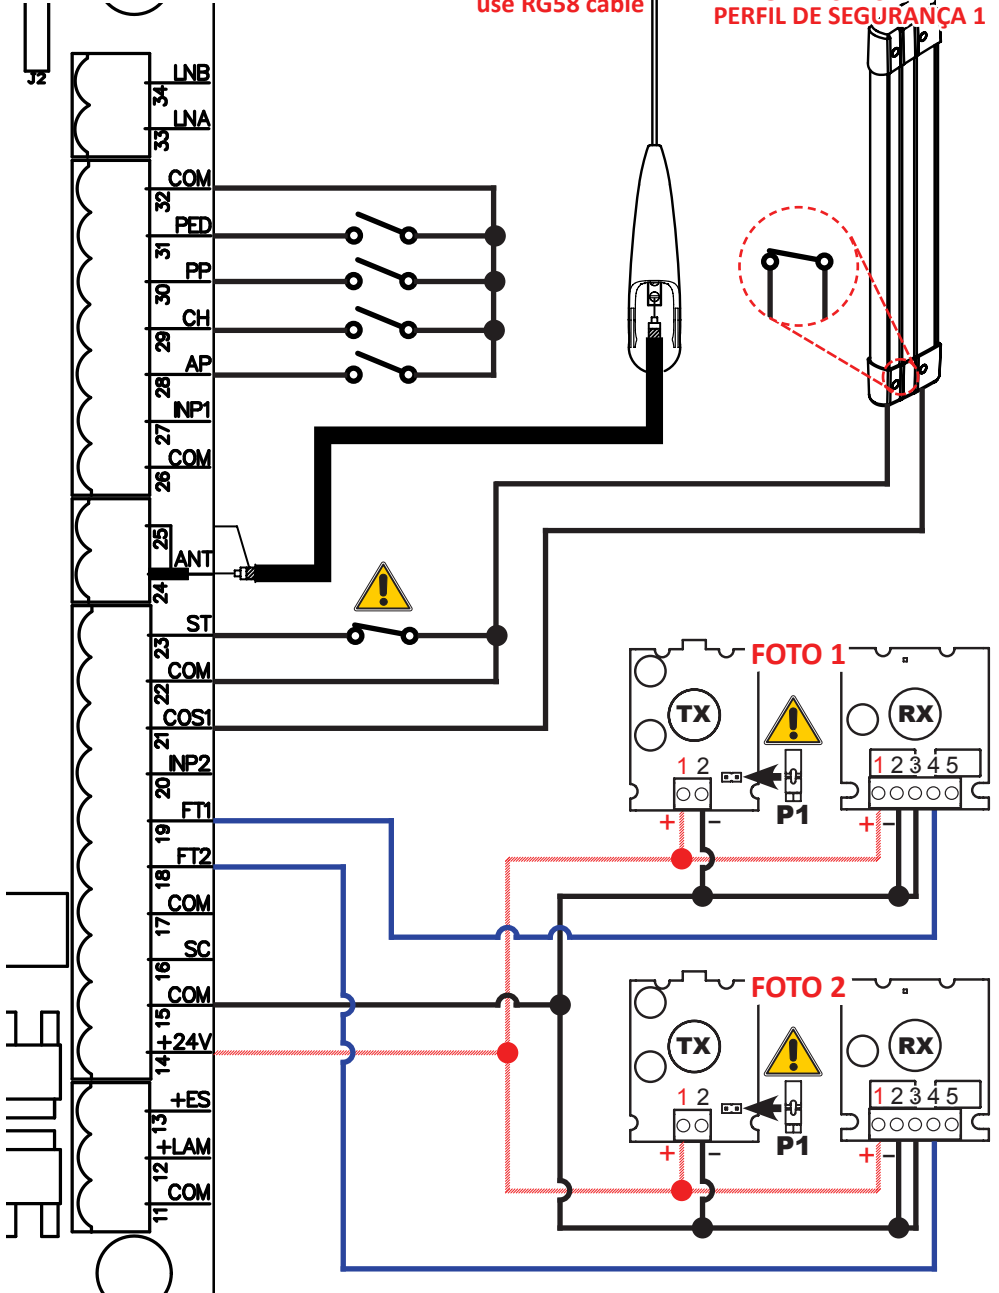 use RG58 cable
PERFIL DE SEGURANÇA 1
J2
34 LNB
33 LNA
32 COM
31 PED
30 PP
29 CH
28 AP
27 INP1
26 COM
25
24 ANT
23 ST
22 COM
21 COS1
20 INP2
19 FT1
18 FT2
17 COM
16 SC
15 COM
14 +24V
13 +ES
12 +LAM
11 COM
FOTO 1
TX
RX
1 2
1 2 3 4 5
P1
+ −
+ −
FOTO 2
TX
RX
1 2
1 2 3 4 5
P1
+ −
+ −